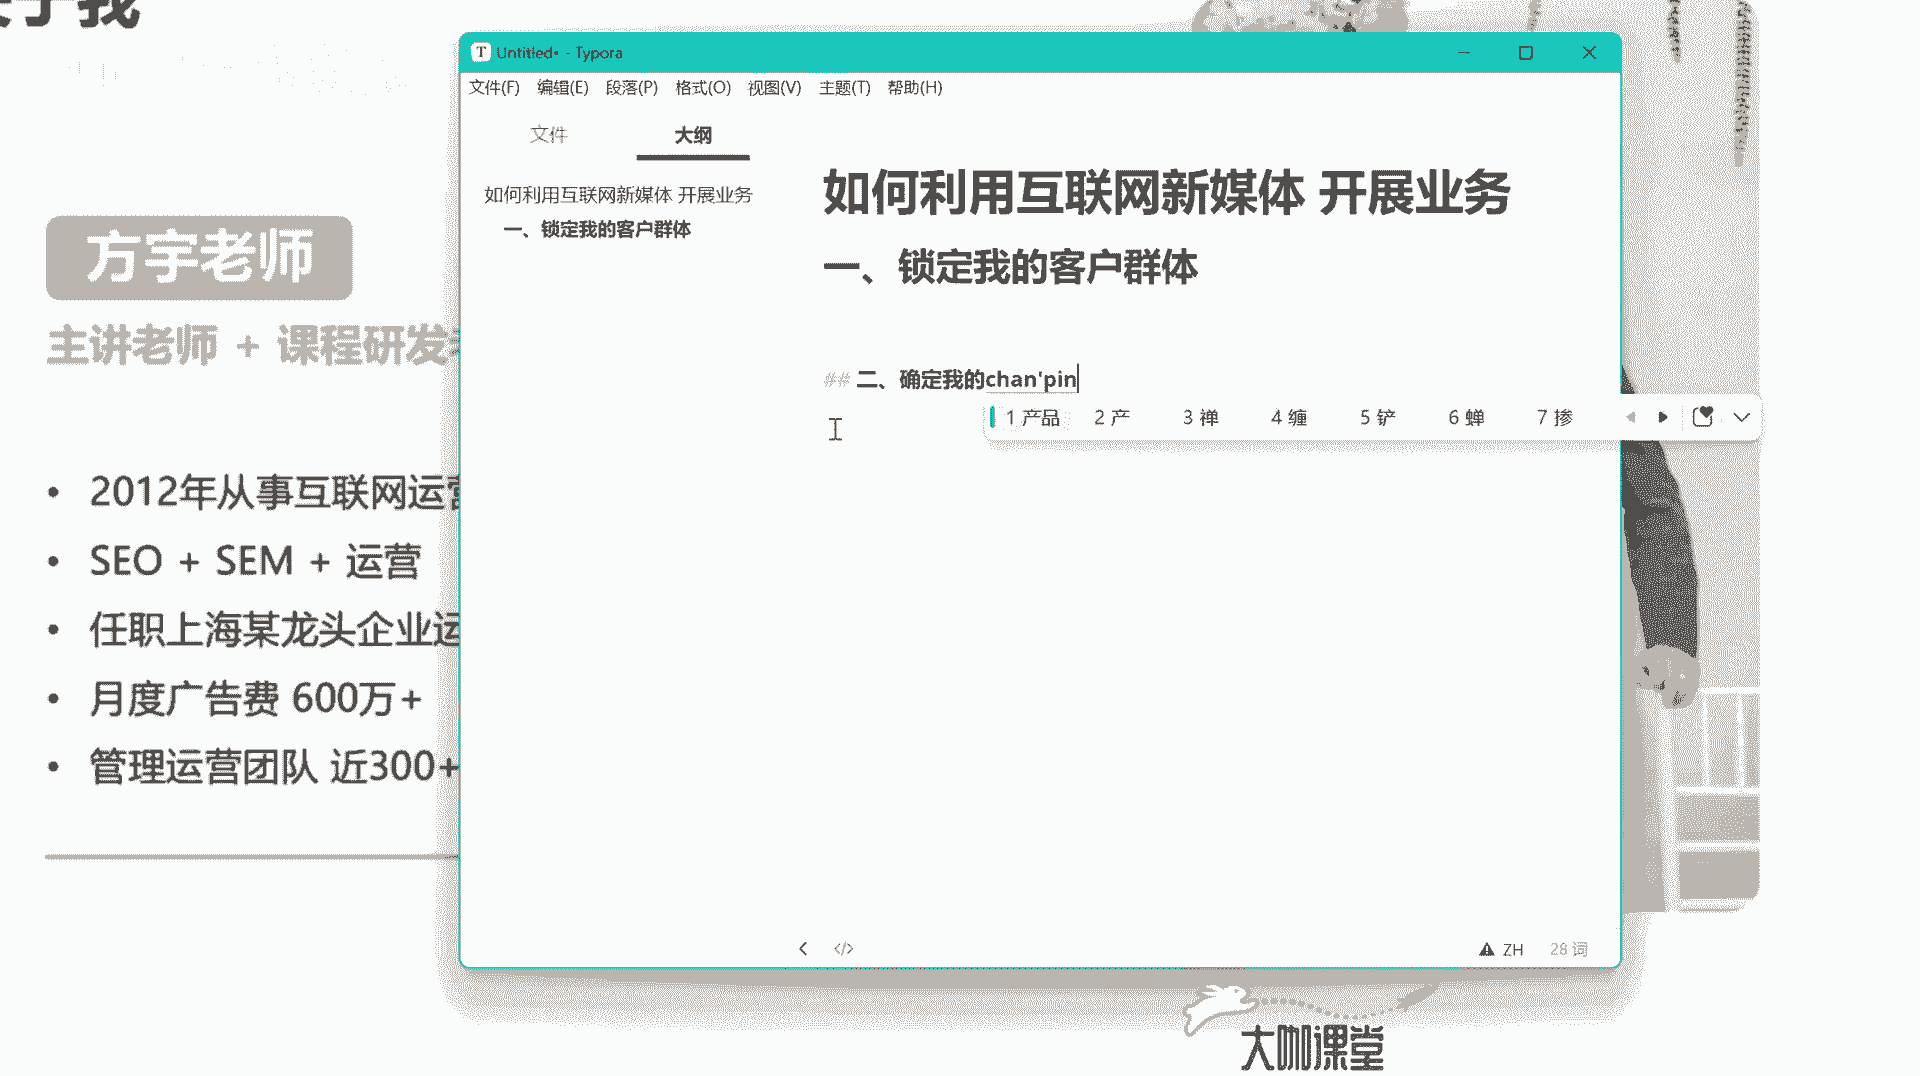 Untitled• - Typora
文件(F) 编辑(E) 段落(P) 格式(O) 视图(V) 主题(T) 帮助(H)
文件 大纲
如何利用互联网新媒体 开展业务
一、锁定我的客户群体
如何利用互联网新媒体 开展业务
一、锁定我的客户群体
## 二、确定我的chan'pin
1 产品 2 产 3 禅 4 缠 5 铲 6 蝉 7 掺
ZH 28 词
方宇老师
主讲老师 + 课程研发
• 2012年从事互联网运营
• SEO + SEM + 运营
• 任职上海某龙头企业运
• 月度广告费 600万+
• 管理运营团队 近300+
大咖课堂